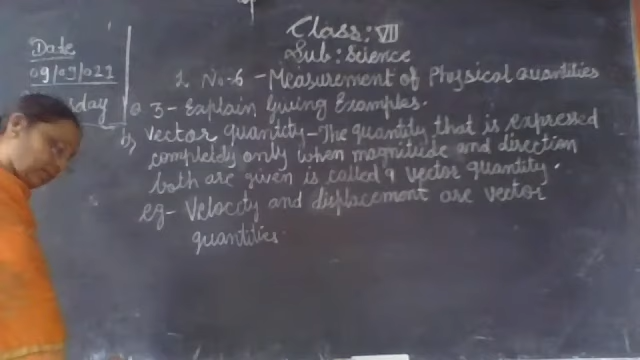 Class: VII
Sub: Science
Date
09/09/021
sday
L No-6 - Measurement of Physical Quantities
Q 3- Explain Giving Examples.
b) Vector quantity - The quantity that is expressed
completely only when magnitude and direction
both are given is called a vector quantity.
eg- Velocity and displacement are vector
quantities.